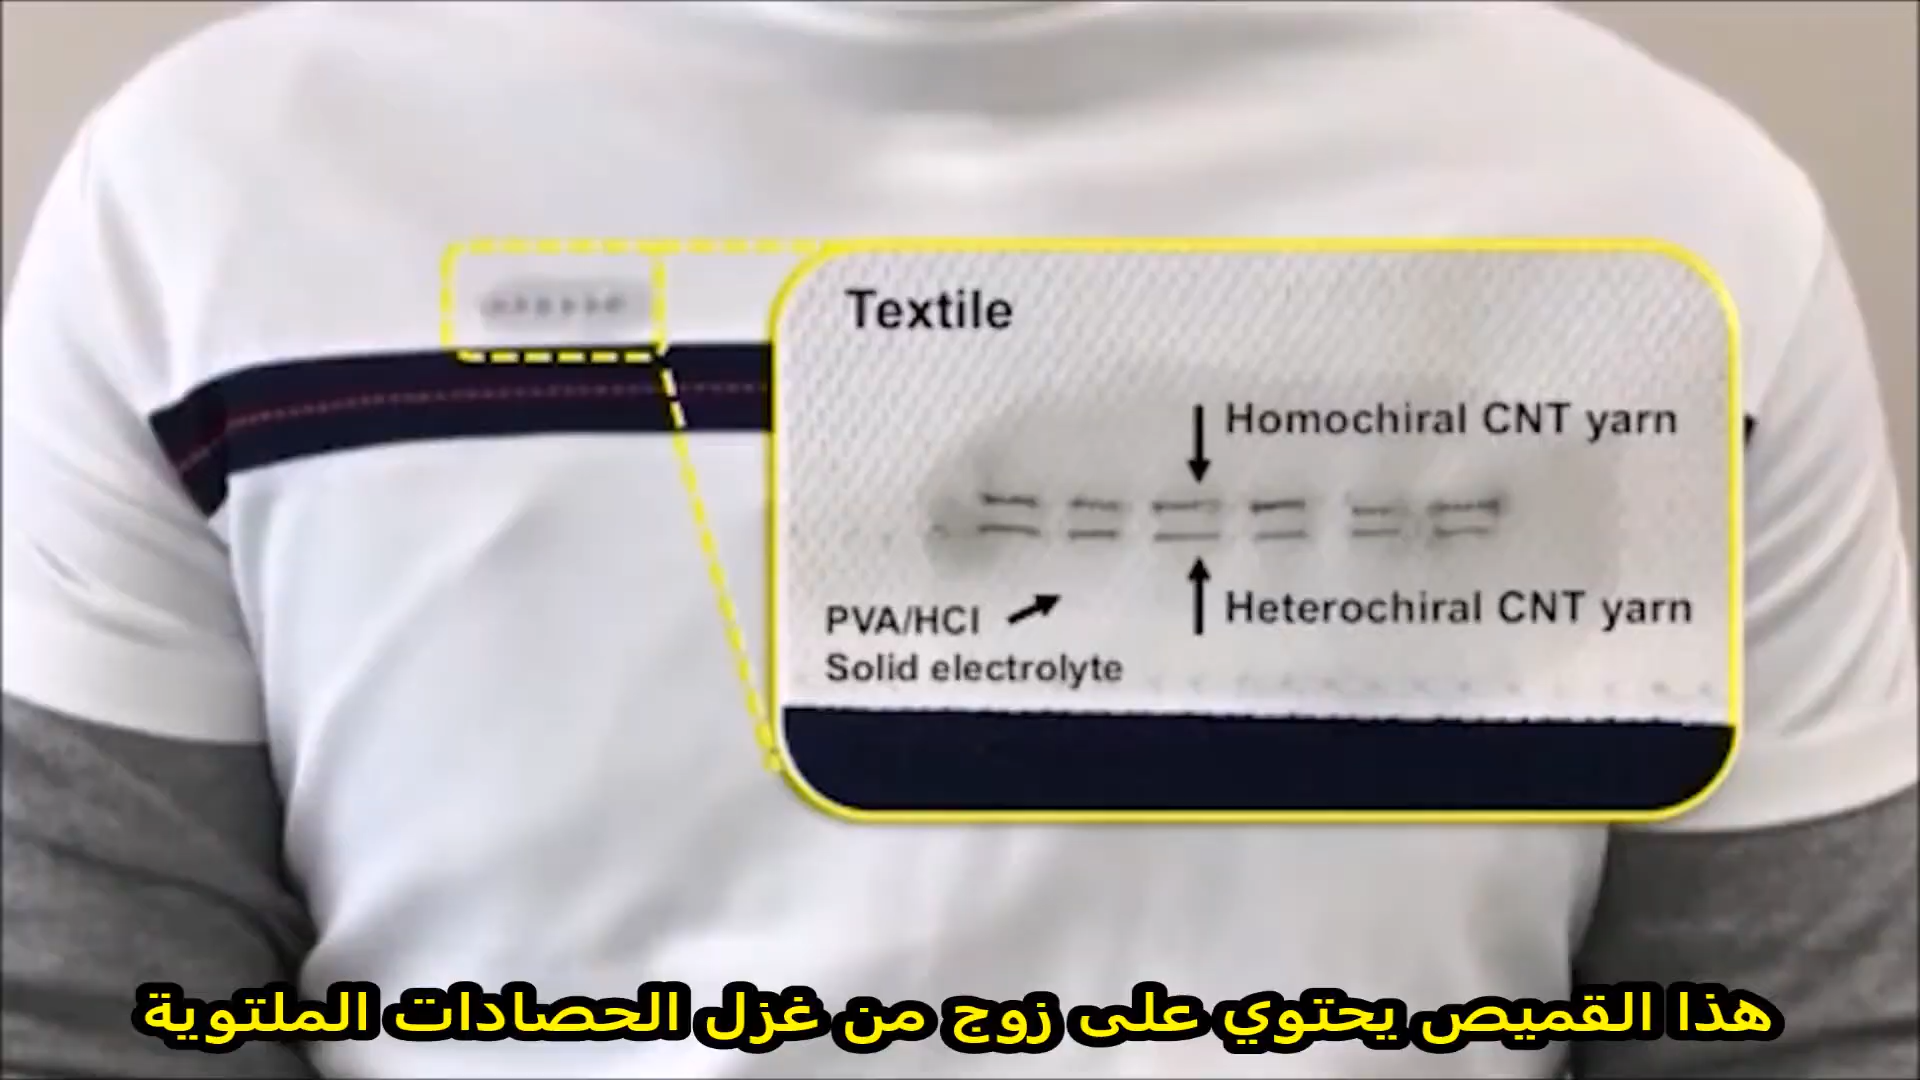 Textile
Homochiral CNT yarn
PVA/HCl
Solid electrolyte
Heterochiral CNT yarn
هذا القميص يحتوي على زوج من غزل الحصادات الملتوية